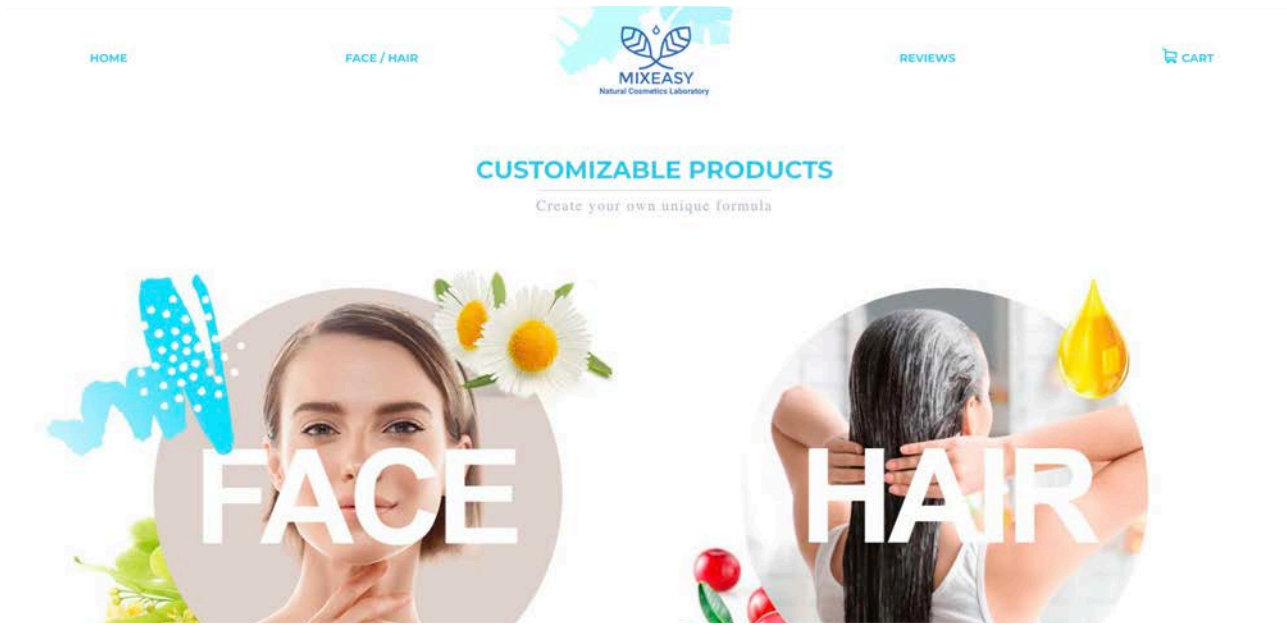 HOME
FACE / HAIR
MIXEASY
Natural Cosmetics Laboratory
REVIEWS
CART
CUSTOMIZABLE PRODUCTS
Create your own unique formula
FACE
HAIR